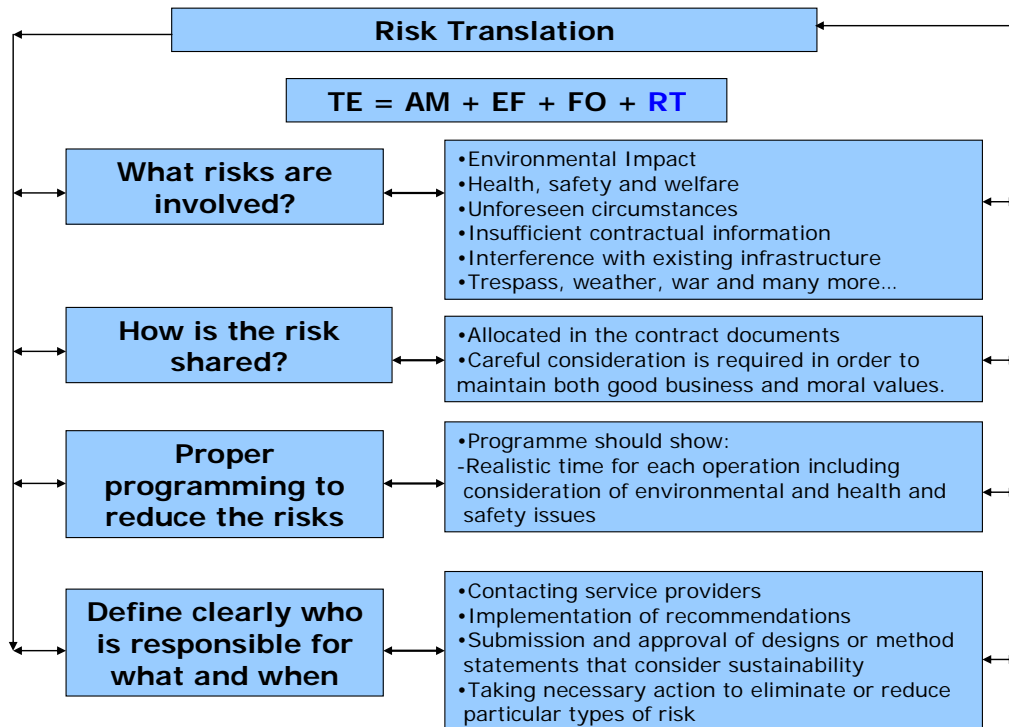 Risk Translation
TE = AM + EF + FO + RT
What risks are
involved?
•Environmental Impact
•Health, safety and welfare
•Unforeseen circumstances
•Insufficient contractual information
•Interference with existing infrastructure
•Trespass, weather, war and many more…
How is the risk
shared?
•Allocated in the contract documents
•Careful consideration is required in order to
maintain both good business and moral values.
Proper
programming to
reduce the risks
•Programme should show:
-Realistic time for each operation including
consideration of environmental and health and
safety issues
Define clearly who
is responsible for
what and when
•Contacting service providers
•Implementation of recommendations
•Submission and approval of designs or method
statements that consider sustainability
•Taking necessary action to eliminate or reduce
particular types of risk